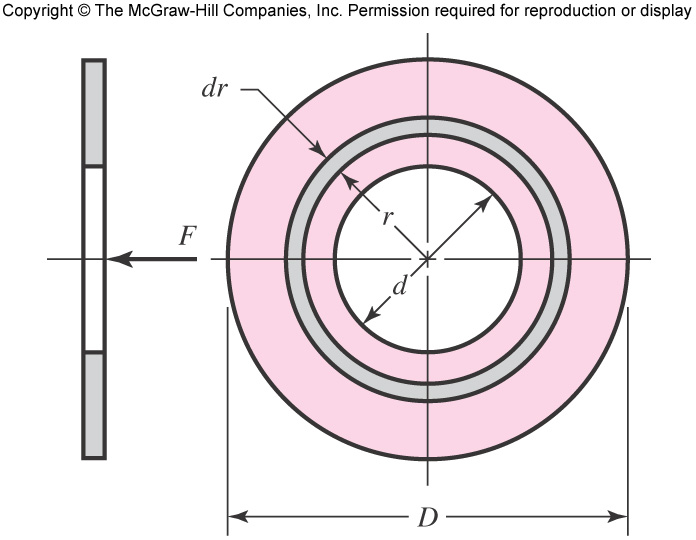 Copyright © The McGraw-Hill Companies, Inc. Permission required for reproduction or display
dr
r
F
d
D